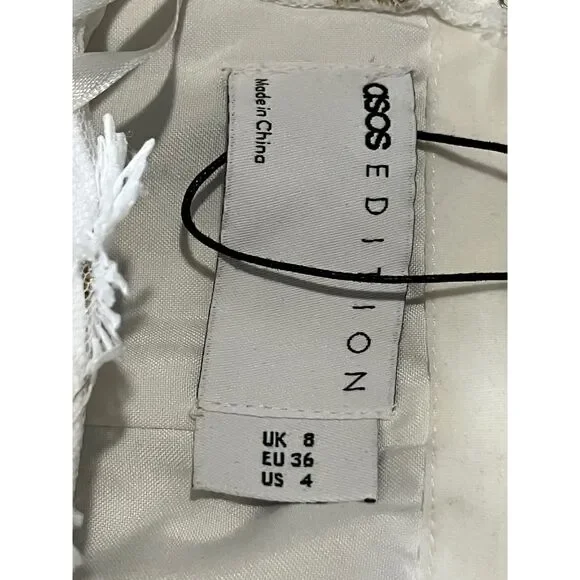 asos EDITION
Made in China
UK 8
EU 36
US 4